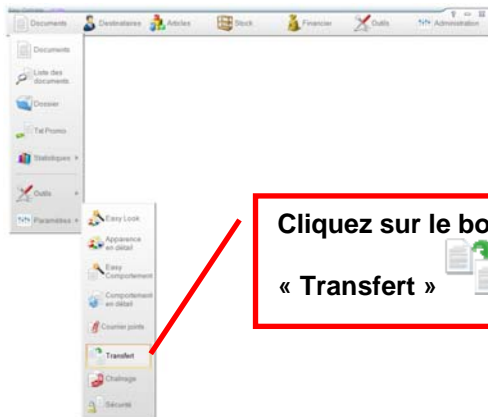 Documents Destinataires Articles Stock Financier Outils Administration
Documents
Liste des
documents
Dossier
Tat Promo
Statistiques
Outils
Paramètres
Easy Look
Apparence
en détail
Easy
Comportement
Comportement
en détail
Courrier joints
Transfert
Chaînage
Sécurité
Cliquez sur le bo
« Transfert »